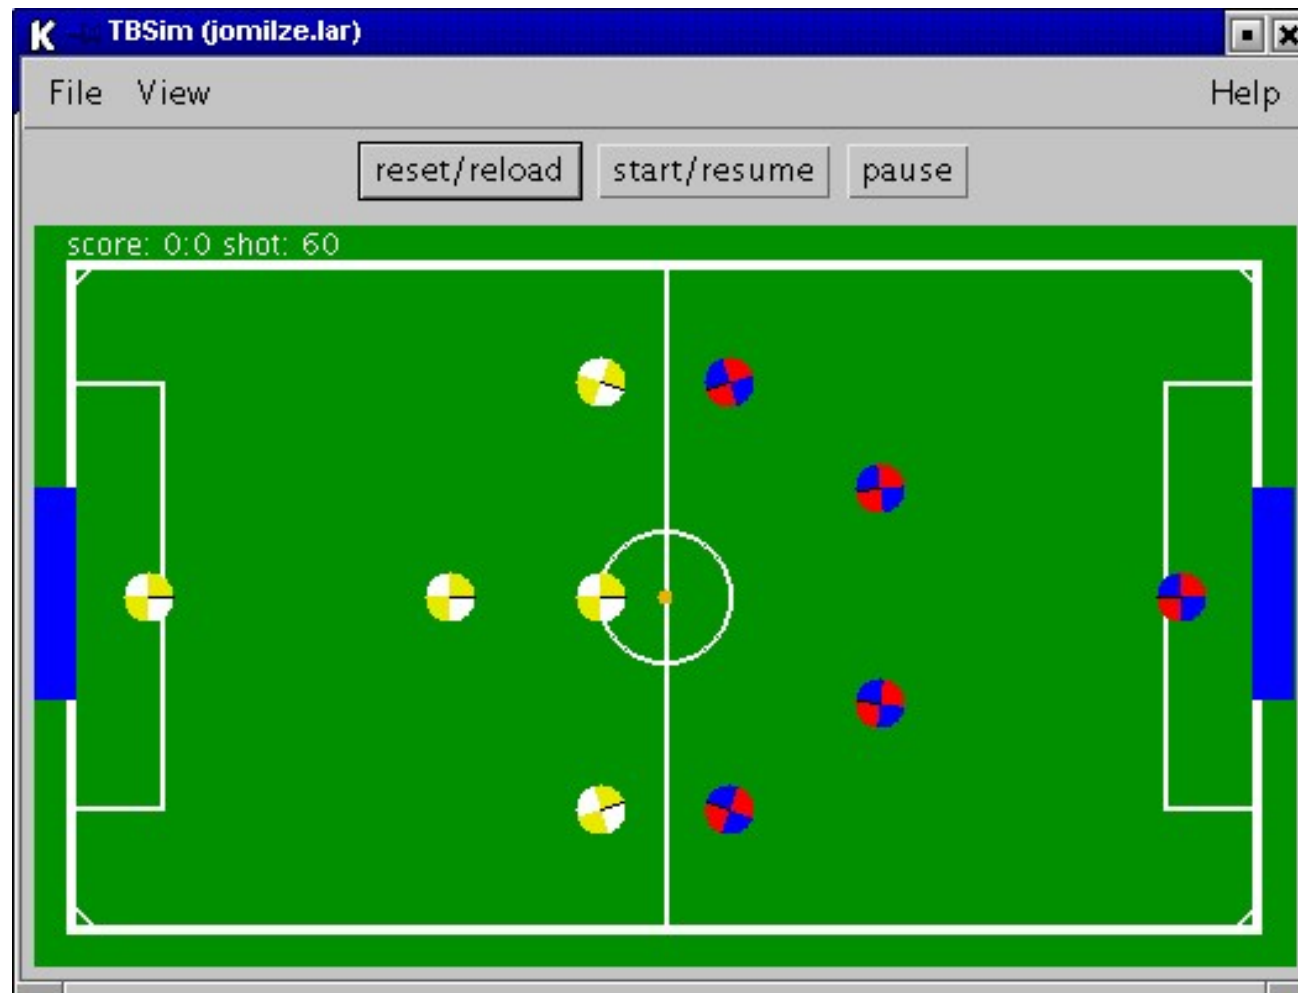 TBSim (jomilze.lar)
File View Help
reset/reload start/resume pause
score: 0:0 shot: 60